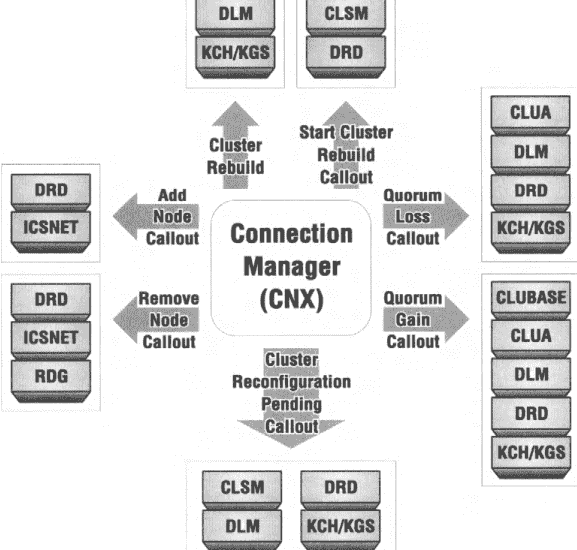 DLM
KCH/KGS
CLSM
DRD
Cluster
Rebuild
Start Cluster
Rebuild
Callout
CLUA
DLM
DRD
KCH/KGS
DRD
ICSNET
Add
Node
Callout
Connection
Manager
(CNX)
Quorum
Loss
Callout
DRD
ICSNET
RDG
Remove
Node
Callout
Quorum
Gain
Callout
CLUBASE
CLUA
DLM
DRD
KCH/KGS
Cluster
Reconfiguration
Pending
Callout
CLSM
DLM
DRD
KCH/KGS